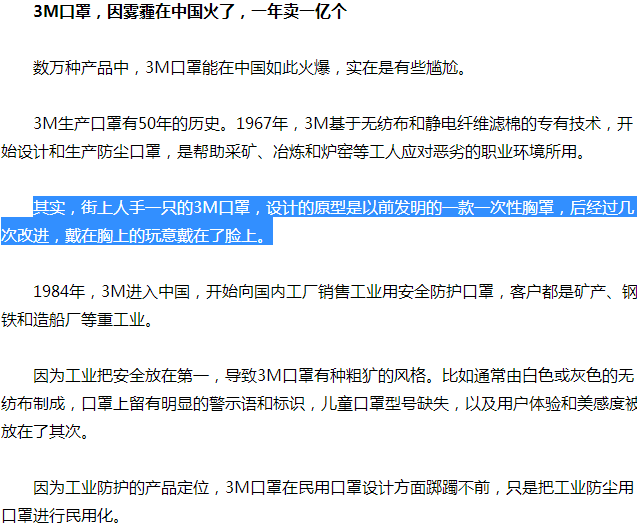 3M口罩，因雾霾在中国火了，一年卖一亿个
数万种产品中，3M口罩能在中国如此火爆，实在是有些尴尬。
3M生产口罩有50年的历史。1967年，3M基于无纺布和静电纤维滤棉的专有技术，开
始设计和生产防尘口罩，是帮助采矿、冶炼和炉窑等工人应对恶劣的职业环境所用。
其实，街上人手一只的3M口罩，设计的原型是以前发明的一款一次性胸罩，后经过几
次改进，戴在胸上的玩意戴在了脸上。
1984年，3M进入中国，开始向国内工厂销售工业用安全防护口罩，客户都是矿产、钢
铁和造船厂等重工业。
因为工业把安全放在第一，导致3M口罩有种粗犷的风格。比如通常由白色或灰色的无
纺布制成，口罩上留有明显的警示语和标识，儿童口罩型号缺失，以及用户体验和美感度被
放在了其次。
因为工业防护的产品定位，3M口罩在民用口罩设计方面踯躅不前，只是把工业防尘用
口罩进行民用化。